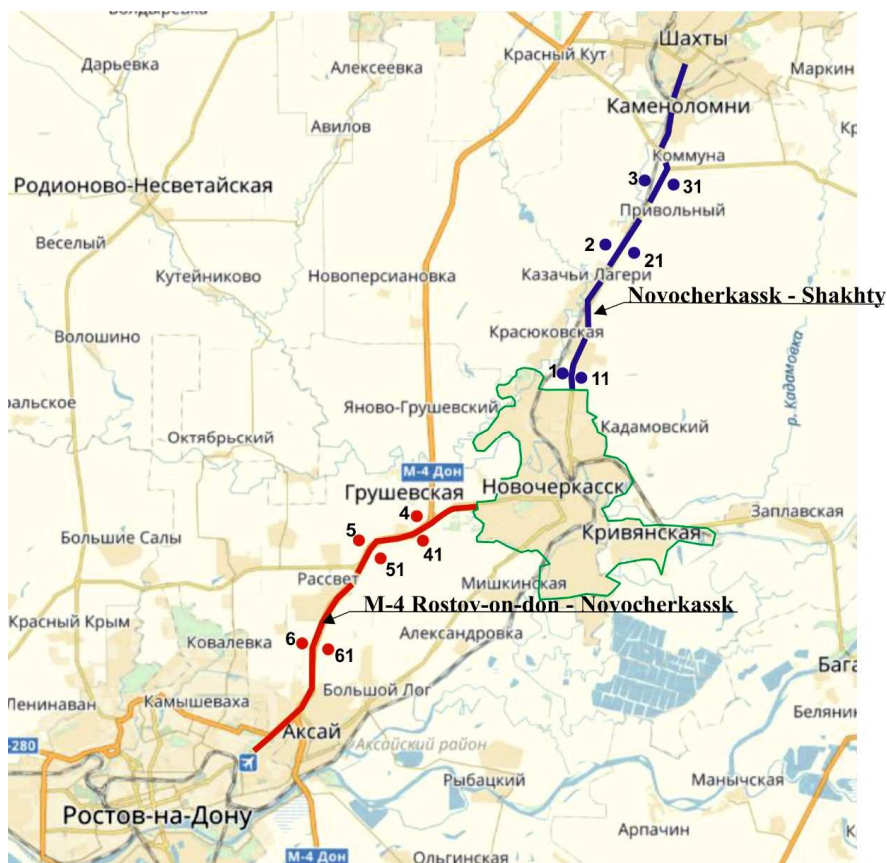 Шахты
Красный Кут
Дарьевка
Алексеевка
Маркин
Каменоломни
Авилов
Коммуна
Родионово-Несветайская
3
31
Привольный
Веселый
2
21
Кутейниково
Новоперсиановка
Казачьи Лагери
Novocherkassk - Shakhty
Волошино
Красюковская
р. Кадамовка
1
11
ральское
Яново-Грушевский
Кадамовский
Октябрьский
М-4 Дон
Грушевская
Новочеркасск
4
Заплавская
5
41
Большие Салы
Кривянская
51
Рассвет
Мишкинская
M-4 Rostov-on-don - Novocherkassk
Красный Крым
6
Ковалевка
61
Александровка
Бага
Ленинаван
Камышеваха
Большой Лог
Белянин
Аксай
Аксайский район
-280
Рыбацкий
Манычская
Ростов-на-Дону
Арпачин
М-4 Дон
Ольгинская